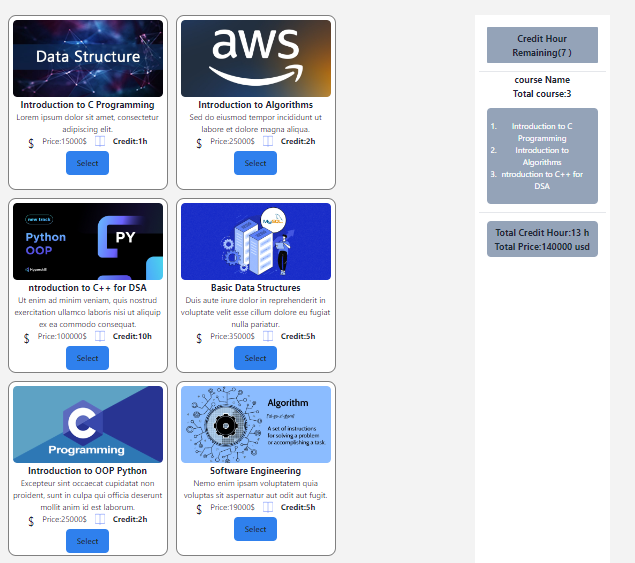 Data Structure
Introduction to C Programming
Lorem ipsum dolor sit amet, consectetur
adipiscing elit.
$ Price:15000$ Credit:1h
Select
aws
Introduction to Algorithms
Sed do eiusmod tempor incididunt ut
labore et dolore magna aliqua.
$ Price:25000$ Credit:2h
Select
new track
Python
OOP
PY
Hyperskill
ntroduction to C++ for DSA
Ut enim ad minim veniam, quis nostrud
exercitation ullamco laboris nisi ut aliquip
ex ea commodo consequat.
$ Price:100000$ Credit:10h
Select
MySQL
Basic Data Structures
Duis aute irure dolor in reprehenderit in
voluptate velit esse cillum dolore eu fugiat
nulla pariatur.
$ Price:35000$ Credit:5h
Select
C
Programming
Introduction to OOP Python
Excepteur sint occaecat cupidatat non
proident, sunt in culpa qui officia deserunt
mollit anim id est laborum.
$ Price:25000$ Credit:2h
Select
Algorithm
A set of instructions
for solving a problem
or accomplishing a task.
Software Engineering
Nemo enim ipsam voluptatem quia
voluptas sit aspernatur aut odit aut fugit.
$ Price:19000$ Credit:5h
Select
Credit Hour
Remaining(7 )
course Name
Total course:3
1. Introduction to C
Programming
2. Introduction to
Algorithms
3. ntroduction to C++ for
DSA
Total Credit Hour:13 h
Total Price:140000 usd